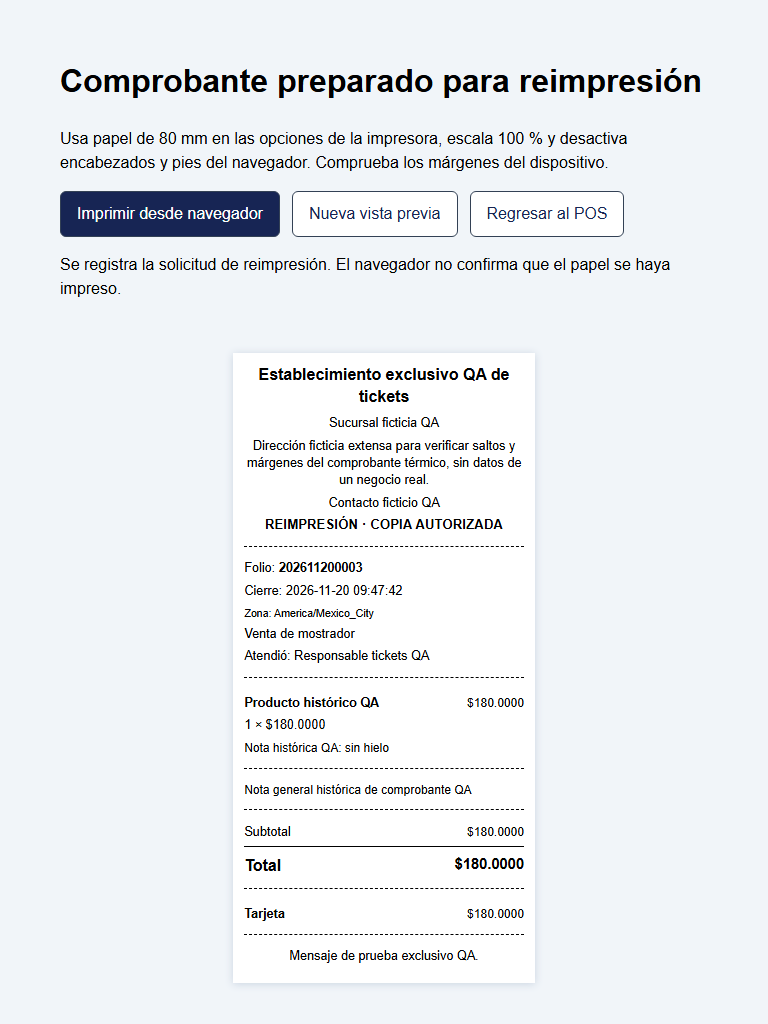 Comprobante preparado para reimpresión
Usa papel de 80 mm en las opciones de la impresora, escala 100 % y desactiva
encabezados y pies del navegador. Comprueba los márgenes del dispositivo.
Imprimir desde navegador
Nueva vista previa
Regresar al POS
Se registra la solicitud de reimpresión. El navegador no confirma que el papel se haya
impreso.
Establecimiento exclusivo QA de
tickets
Sucursal ficticia QA
Dirección ficticia extensa para verificar saltos y
márgenes del comprobante térmico, sin datos de
un negocio real.
Contacto ficticio QA
REIMPRESIÓN · COPIA AUTORIZADA
Folio: 202611200003
Cierre: 2026-11-20 09:47:42
Zona: America/Mexico_City
Venta de mostrador
Atendió: Responsable tickets QA
Producto histórico QA $180.0000
1 × $180.0000
Nota histórica QA: sin hielo
Nota general histórica de comprobante QA
Subtotal $180.0000
Total $180.0000
Tarjeta $180.0000
Mensaje de prueba exclusivo QA.